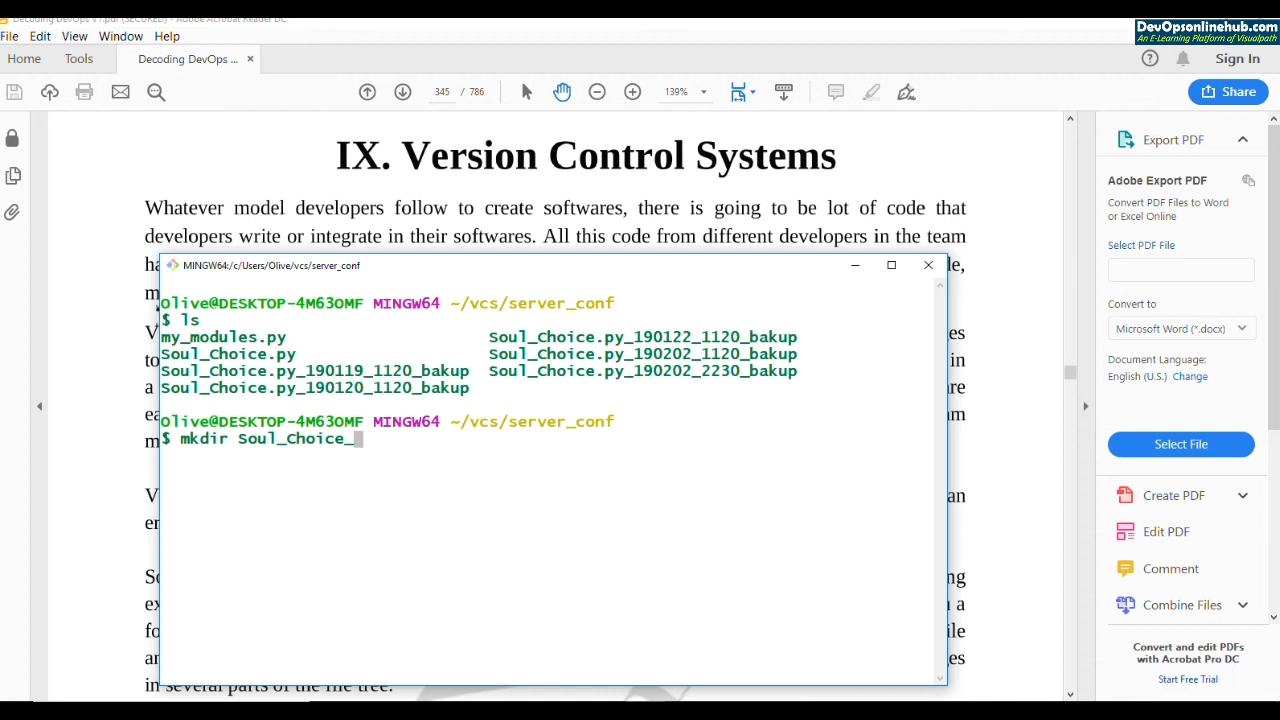 Decoding DevOps V1.pdf (SECURED) - Adobe Acrobat Reader DC
File Edit View Window Help
DevOpsonlinehub.com
An E-Learning Platform of Visualpath
Home Tools Decoding DevOps ... ×
Sign In
345 / 786
139%
Share
IX. Version Control Systems
Whatever model developers follow to create softwares, there is going to be lot of code that
developers write or integrate in their softwares. All this code from different developers in the team
MINGW64:/c/Users/Olive/vcs/server_conf
Olive@DESKTOP-4M63OMF MINGW64 ~/vcs/server_conf
$ ls
my_modules.py Soul_Choice.py_190122_1120_bakup
Soul_Choice.py Soul_Choice.py_190202_1120_bakup
Soul_Choice.py_190119_1120_bakup Soul_Choice.py_190202_2230_bakup
Soul_Choice.py_190120_1120_bakup
Olive@DESKTOP-4M63OMF MINGW64 ~/vcs/server_conf
$ mkdir Soul_Choice_
in several parts of the file tree.
Export PDF
Adobe Export PDF
Convert PDF Files to Word
or Excel Online
Select PDF File
Convert to
Microsoft Word (*.docx)
Document Language:
English (U.S.) Change
Select File
Create PDF
Edit PDF
Comment
Combine Files
Convert and edit PDFs
with Acrobat Pro DC
Start Free Trial